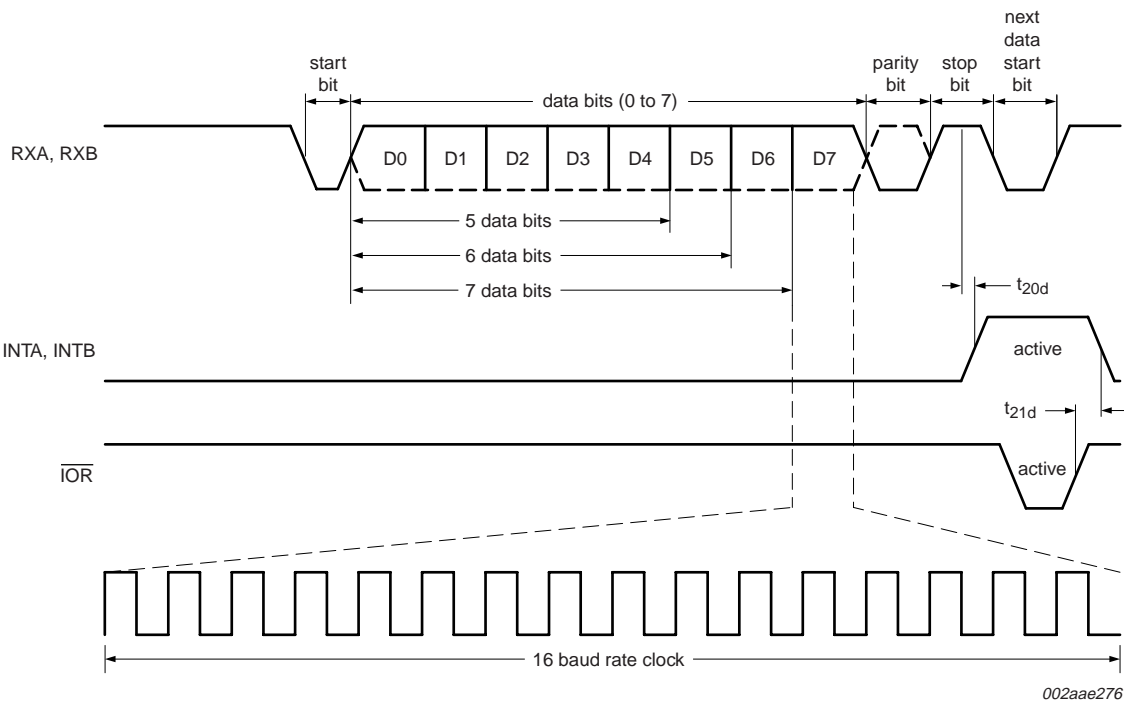 start
bit
data bits (0 to 7)
parity
bit
stop
bit
next
data
start
bit
RXA, RXB
D0 D1 D2 D3 D4 D5 D6 D7
5 data bits
6 data bits
7 data bits
t20d
INTA, INTB
active
t21d
IOR
active
16 baud rate clock
002aae276